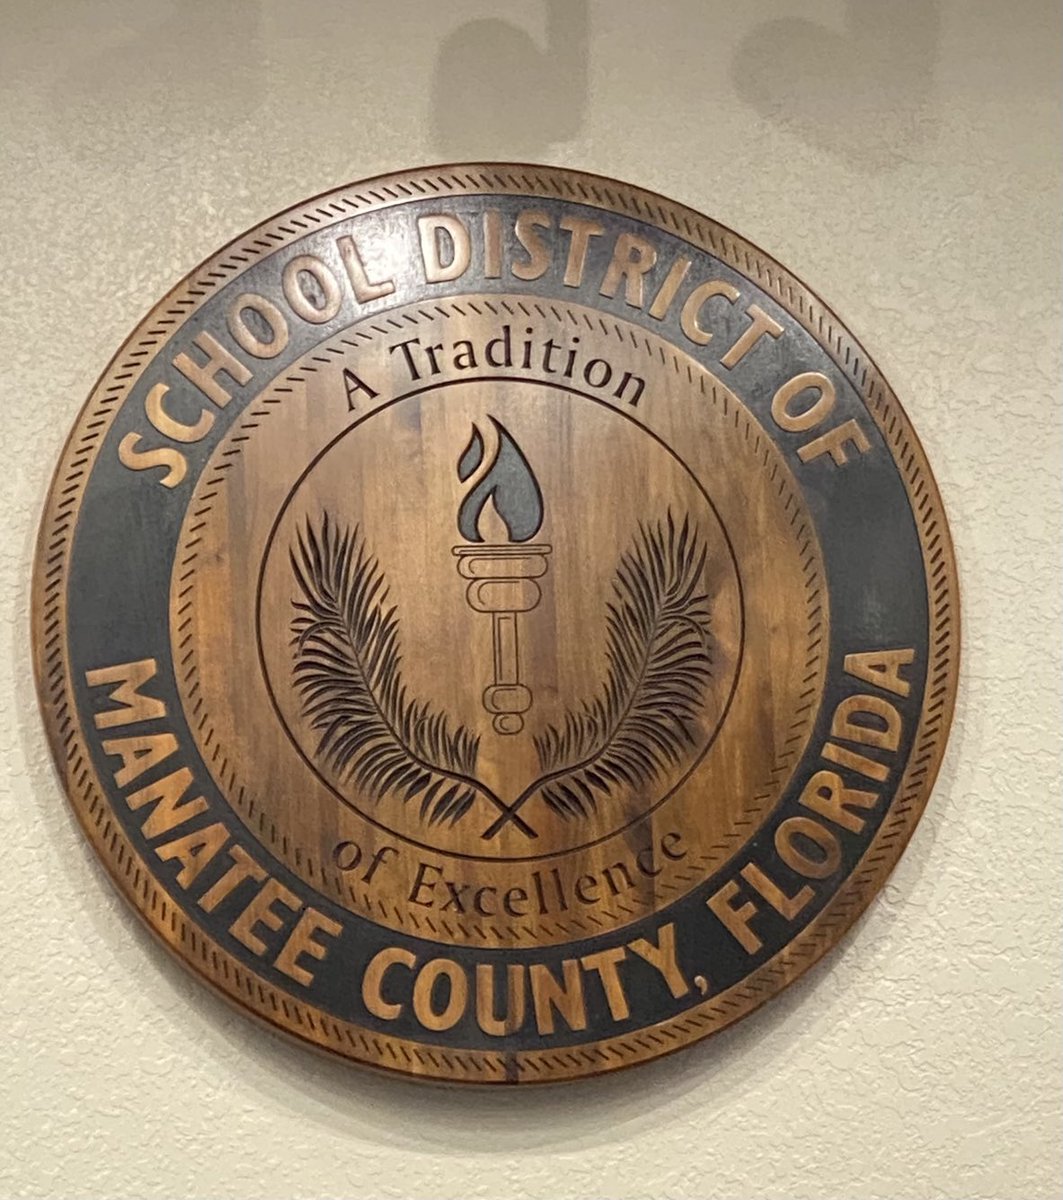 SCHOOL DISTRICT OF
A Tradition
of Excellence
MANATEE COUNTY, FLORIDA